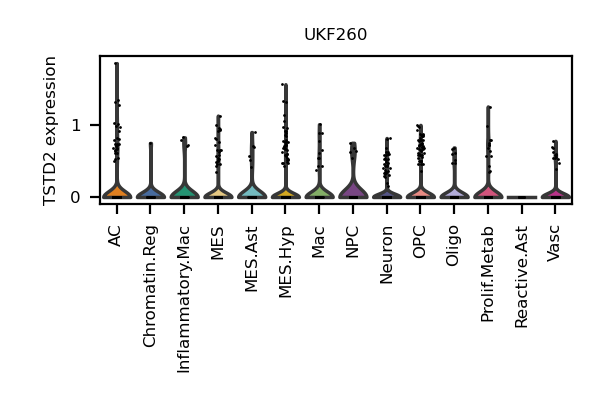 UKF260
TSTD2 expression
1
0
AC
Chromatin.Reg
Inflammatory.Mac
MES
MES.Ast
MES.Hyp
Mac
NPC
Neuron
OPC
Oligo
Prolif.Metab
Reactive.Ast
Vasc